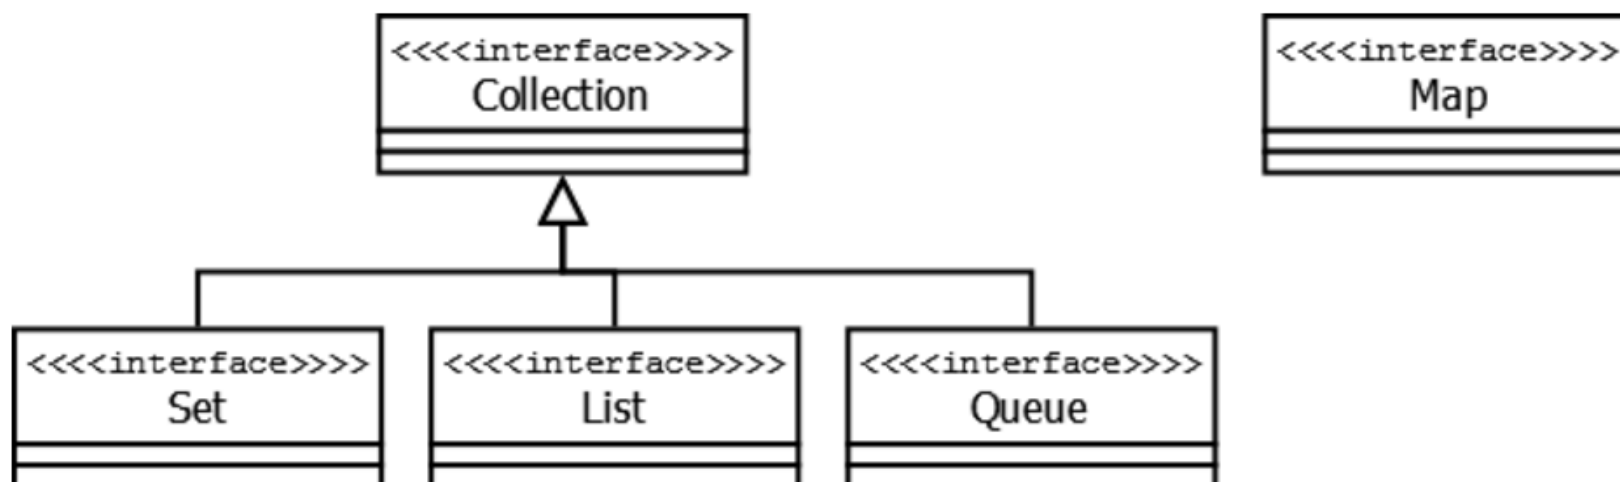 <<<<interface>>>>
Collection
<<<<interface>>>>
Map
<<<<interface>>>>
Set
<<<<interface>>>>
List
<<<<interface>>>>
Queue